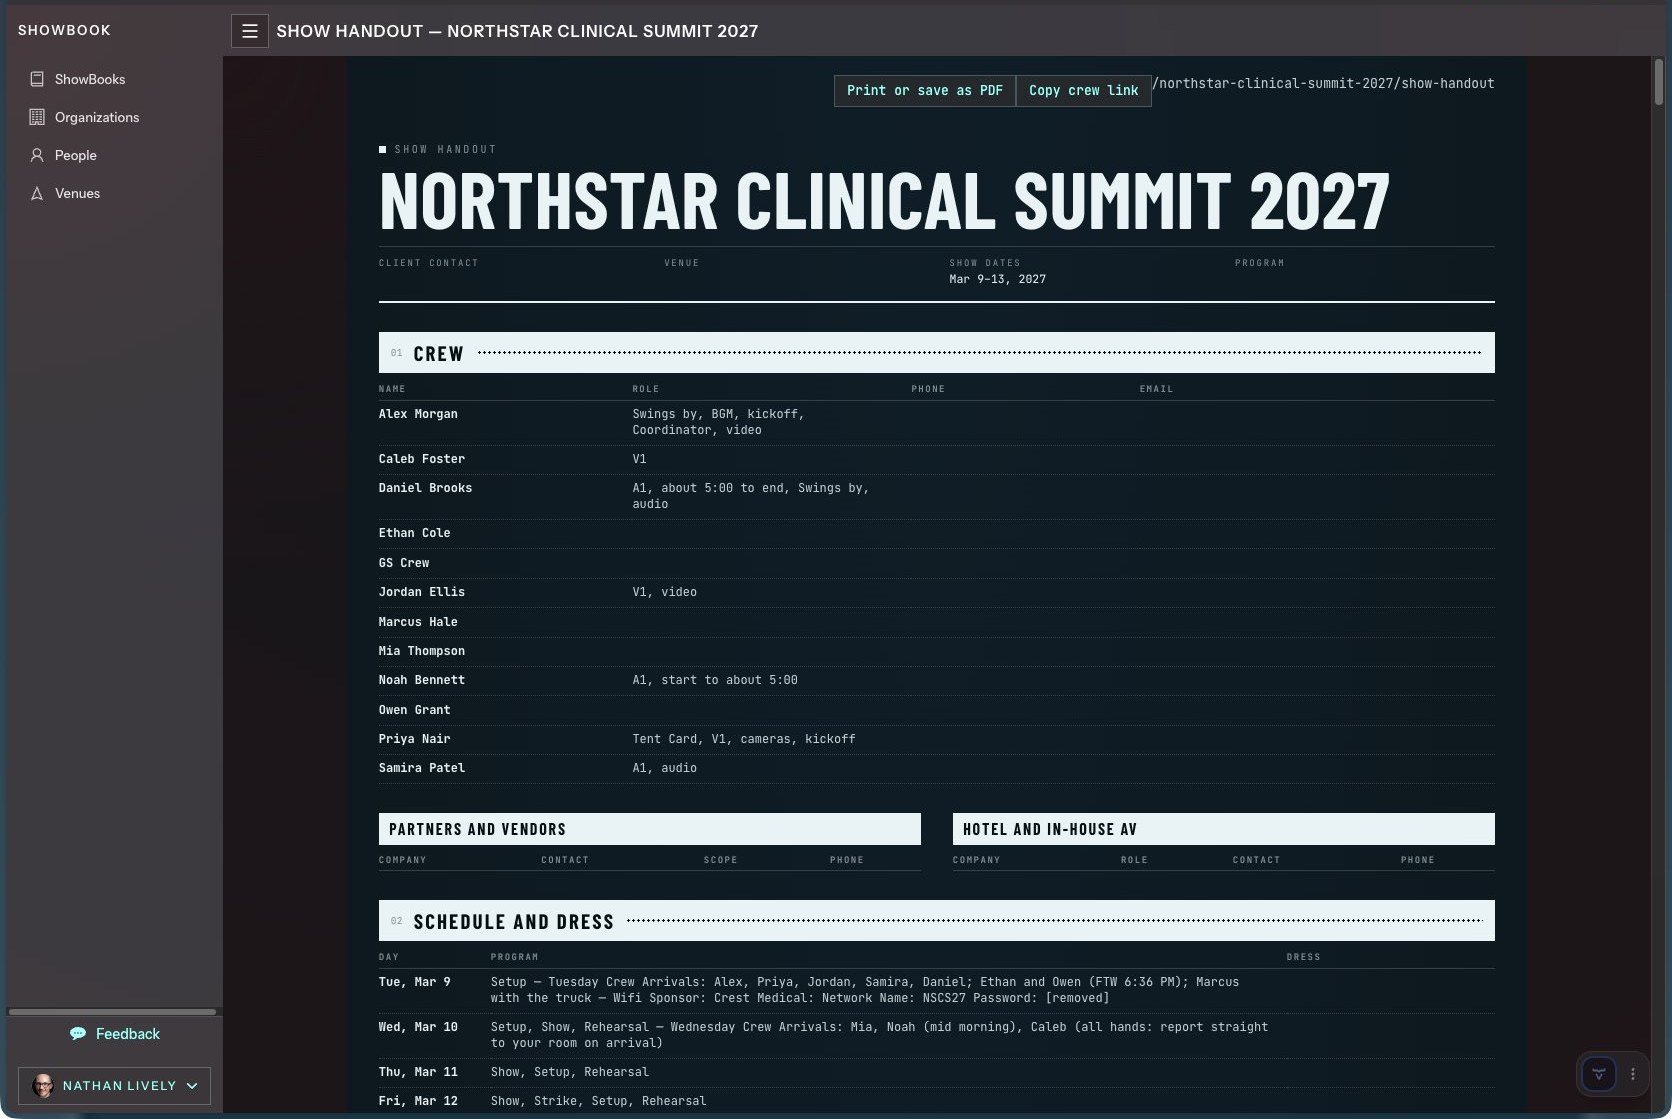 SHOWBOOK
ShowBooks
Organizations
People
Venues
Feedback
NATHAN LIVELY
SHOW HANDOUT — NORTHSTAR CLINICAL SUMMIT 2027
Print or save as PDF
Copy crew link
/northstar-clinical-summit-2027/show-handout
SHOW HANDOUT
NORTHSTAR CLINICAL SUMMIT 2027
CLIENT CONTACT VENUE SHOW DATES PROGRAM
Mar 9–13, 2027
01 CREW
NAME ROLE PHONE EMAIL
Alex Morgan Swings by, BGM, kickoff,
Coordinator, video
Caleb Foster V1
Daniel Brooks A1, about 5:00 to end, Swings by,
audio
Ethan Cole
GS Crew
Jordan Ellis V1, video
Marcus Hale
Mia Thompson
Noah Bennett A1, start to about 5:00
Owen Grant
Priya Nair Tent Card, V1, cameras, kickoff
Samira Patel A1, audio
PARTNERS AND VENDORS
COMPANY CONTACT SCOPE PHONE
HOTEL AND IN-HOUSE AV
COMPANY ROLE CONTACT PHONE
02 SCHEDULE AND DRESS
DAY PROGRAM DRESS
Tue, Mar 9 Setup — Tuesday Crew Arrivals: Alex, Priya, Jordan, Samira, Daniel; Ethan and Owen (FTW 6:36 PM); Marcus
with the truck — Wifi Sponsor: Crest Medical: Network Name: NSCS27 Password: [removed]
Wed, Mar 10 Setup, Show, Rehearsal — Wednesday Crew Arrivals: Mia, Noah (mid morning), Caleb (all hands: report straight
to your room on arrival)
Thu, Mar 11 Show, Setup, Rehearsal
Fri, Mar 12 Show, Strike, Setup, Rehearsal